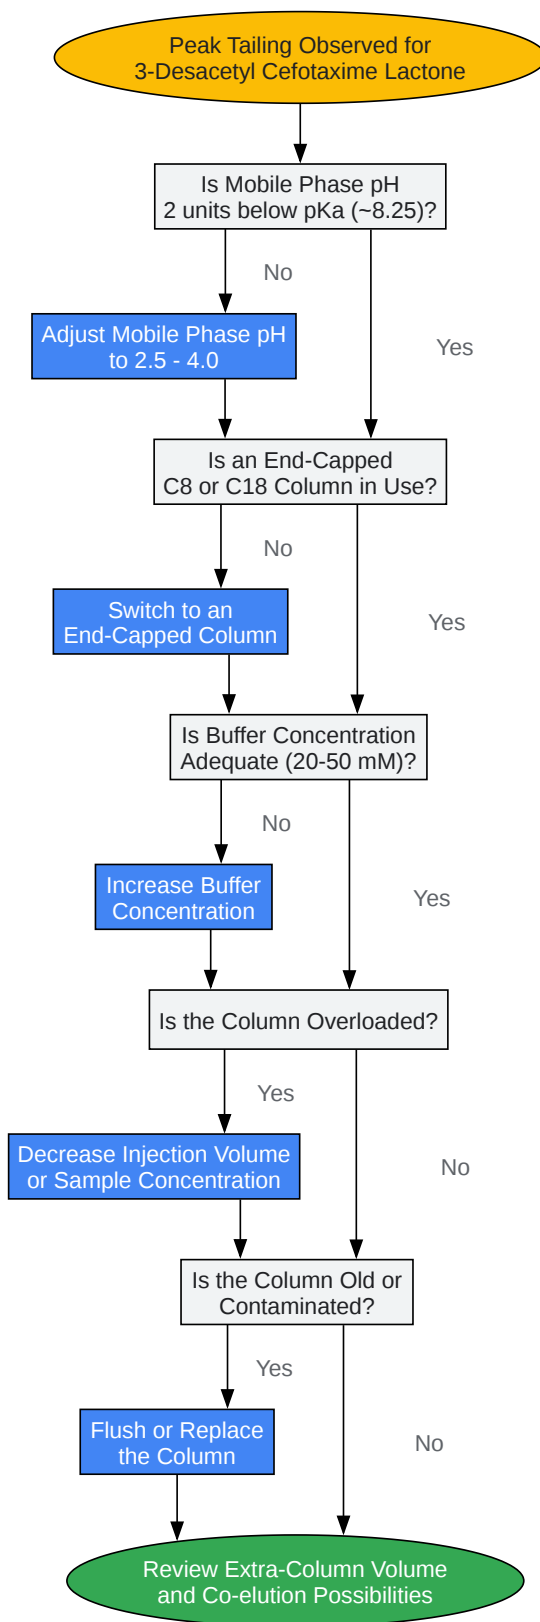 Peak Tailing Observed for
3-Desacetyl Cefotaxime Lactone
Is Mobile Phase pH
2 units below pKa (~8.25)?
No
Adjust Mobile Phase pH
to 2.5 - 4.0
Yes
Is an End-Capped
C8 or C18 Column in Use?
No
Switch to an
End-Capped Column
Yes
Is Buffer Concentration
Adequate (20-50 mM)?
No
Increase Buffer
Concentration
Yes
Is the Column Overloaded?
Yes
Decrease Injection Volume
or Sample Concentration
No
Is the Column Old or
Contaminated?
Yes
Flush or Replace
the Column
No
Review Extra-Column Volume
and Co-elution Possibilities